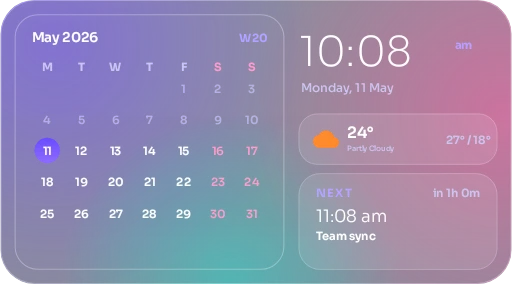 May 2026 W20
M T W T F S S
1 2 3
4 5 6 7 8 9 10
11 12 13 14 15 16 17
18 19 20 21 22 23 24
25 26 27 28 29 30 31
10:08 am
Monday, 11 May
24°
Partly Cloudy
27° / 18°
NEXT in 1h 0m
11:08 am
Team sync